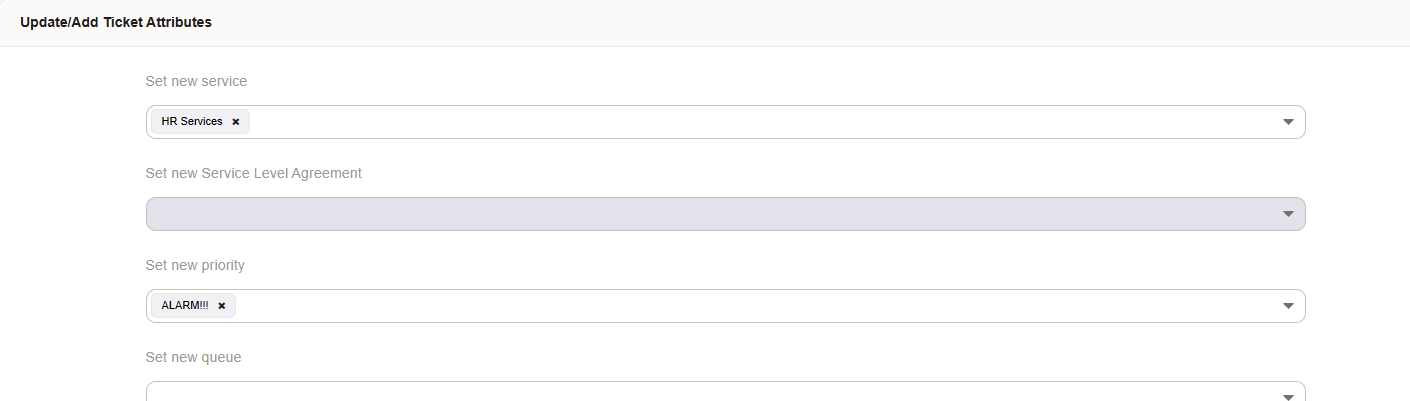 Update/Add Ticket Attributes
Set new service
HR Services ×
Set new Service Level Agreement
Set new priority
ALARM!!! ×
Set new queue